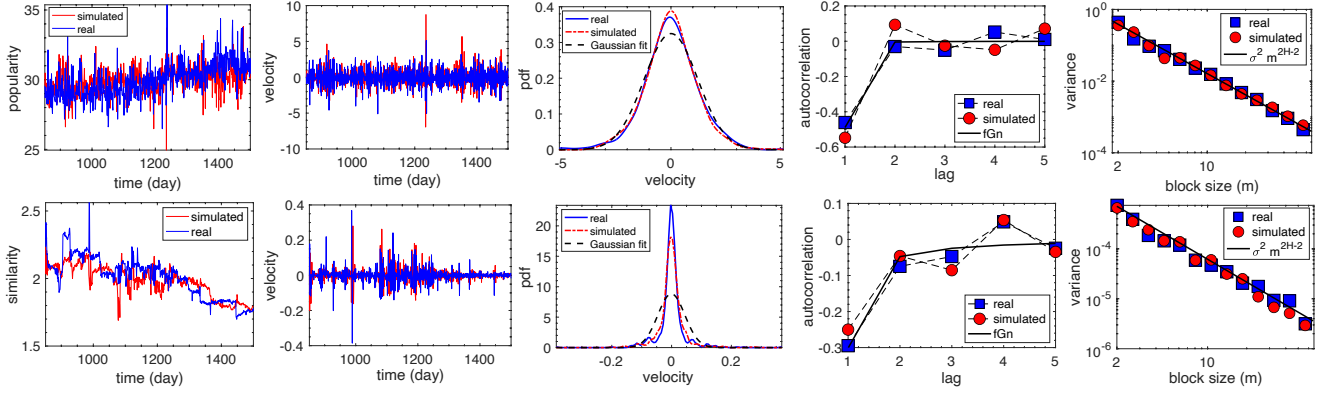 35
30
25
popularity
simulated
real
1000
1200
1400
time (day)
10
5
0
-5
-10
velocity
1000
1200
1400
time (day)
0.4
0.3
0.2
0.1
0
pdf
real
simulated
Gaussian fit
-5
0
5
velocity
0.2
0
-0.2
-0.4
-0.6
autocorrelation
real
simulated
fGn
1
2
3
4
5
lag
10^0
10^-2
10^-4
variance
real
simulated
σ^2 m^2H-2
2
10
block size (m)
2.5
2
1.5
similarity
simulated
real
1000
1200
1400
time (day)
0.4
0.2
0
-0.2
-0.4
velocity
1000
1200
1400
time (day)
20
15
10
5
0
pdf
real
simulated
Gaussian fit
-0.2
0
0.2
velocity
0.1
0
-0.1
-0.2
-0.3
autocorrelation
real
simulated
fGn
1
2
3
4
5
lag
10^-4
10^-5
10^-6
variance
real
simulated
σ^2 m^2H-2
2
10
block size (m)